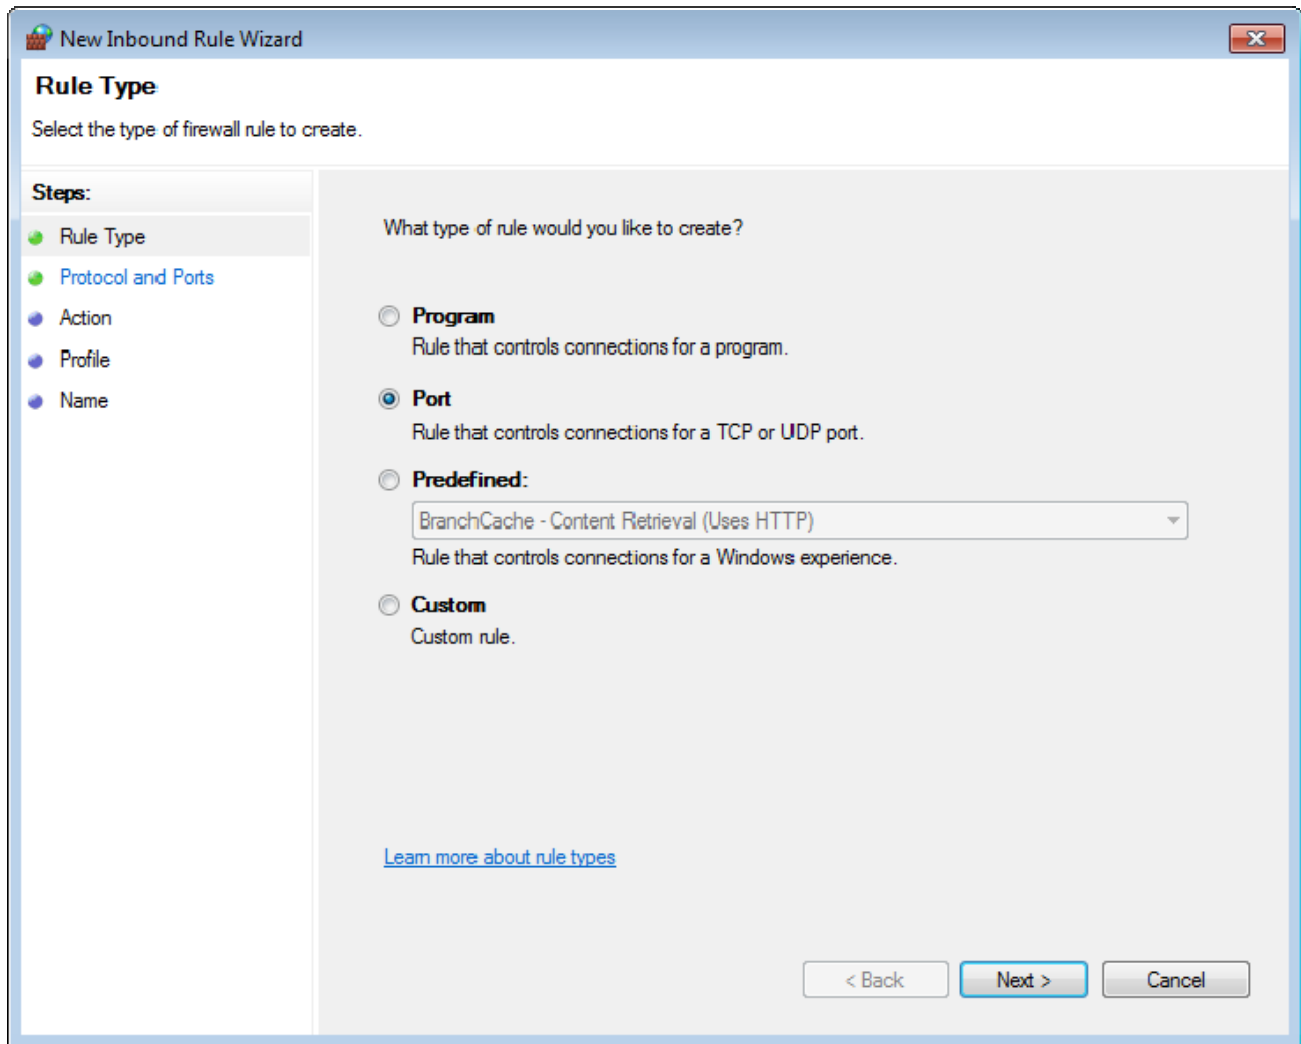 New Inbound Rule Wizard
Rule Type
Select the type of firewall rule to create.
Steps:
Rule Type
Protocol and Ports
Action
Profile
Name
What type of rule would you like to create?
Program
Rule that controls connections for a program.
Port
Rule that controls connections for a TCP or UDP port.
Predefined:
BranchCache - Content Retrieval (Uses HTTP)
Rule that controls connections for a Windows experience.
Custom
Custom rule.
Learn more about rule types
< Back
Next >
Cancel